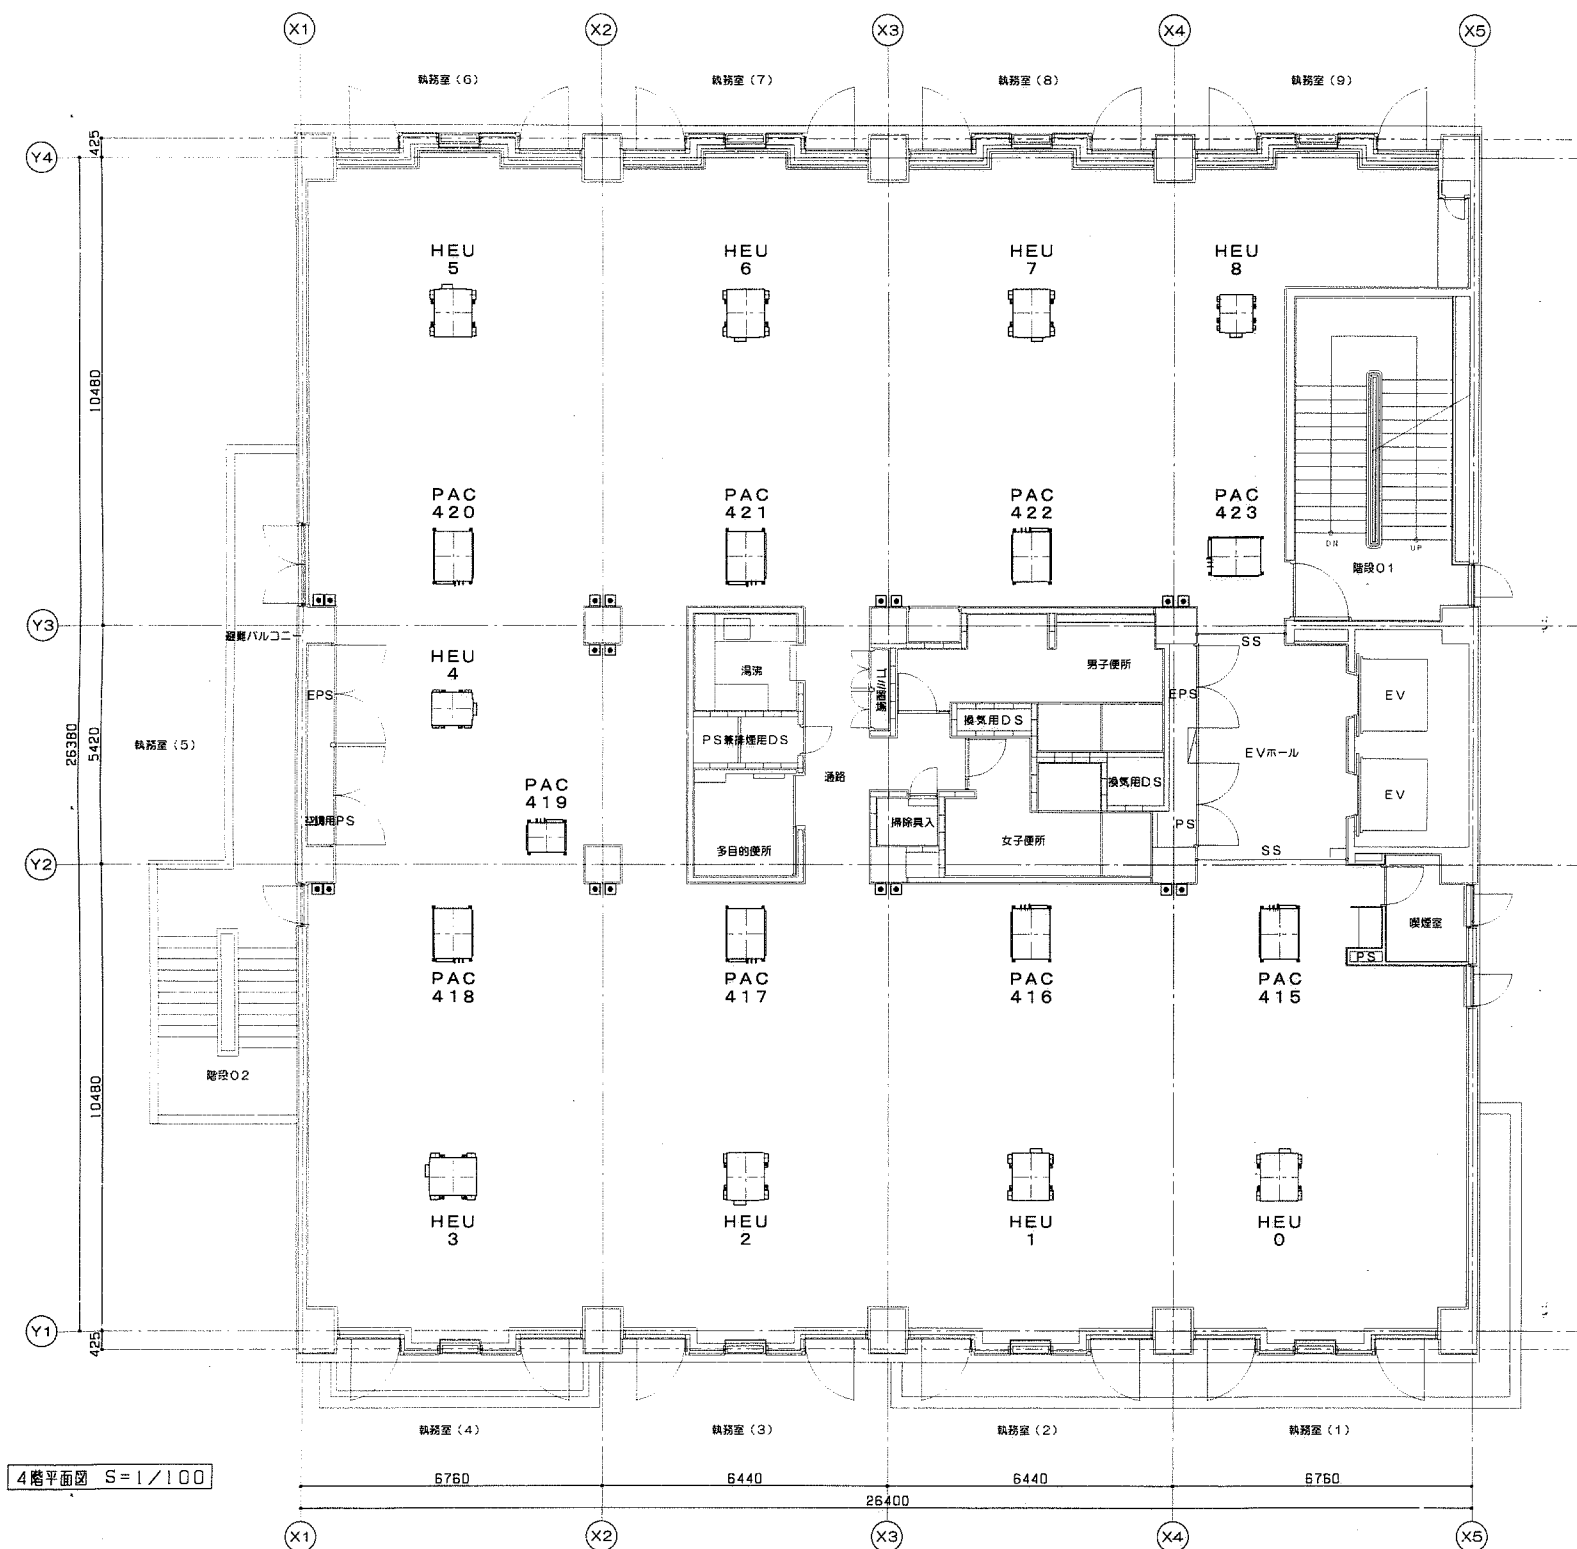 X1
X2
X3
X4
X5
執務室(6)
執務室(7)
執務室(8)
執務室(9)
425
Y4
HEU
5
HEU
6
HEU
7
HEU
8
10480
PAC
420
PAC
421
PAC
422
PAC
423
DN
UP
階段01
Y3
避難バルコニー
HEU
4
湯沸
男子便所
SS
EPS
EPS
EV
換気用DS
26380
5420
執務室(5)
PS兼排煙用DS
EVホール
通路
換気用DS
PAC
419
EV
空調用PS
掃除具入
PS
女子便所
多目的便所
SS
Y2
喫煙室
PS
PAC
418
PAC
417
PAC
416
PAC
415
階段02
10480
HEU
3
HEU
2
HEU
1
HEU
0
Y1
425
執務室(4)
執務室(3)
執務室(2)
執務室(1)
4階平面図 S=1/100
6760
6440
6440
6760
26400
X1
X2
X3
X4
X5